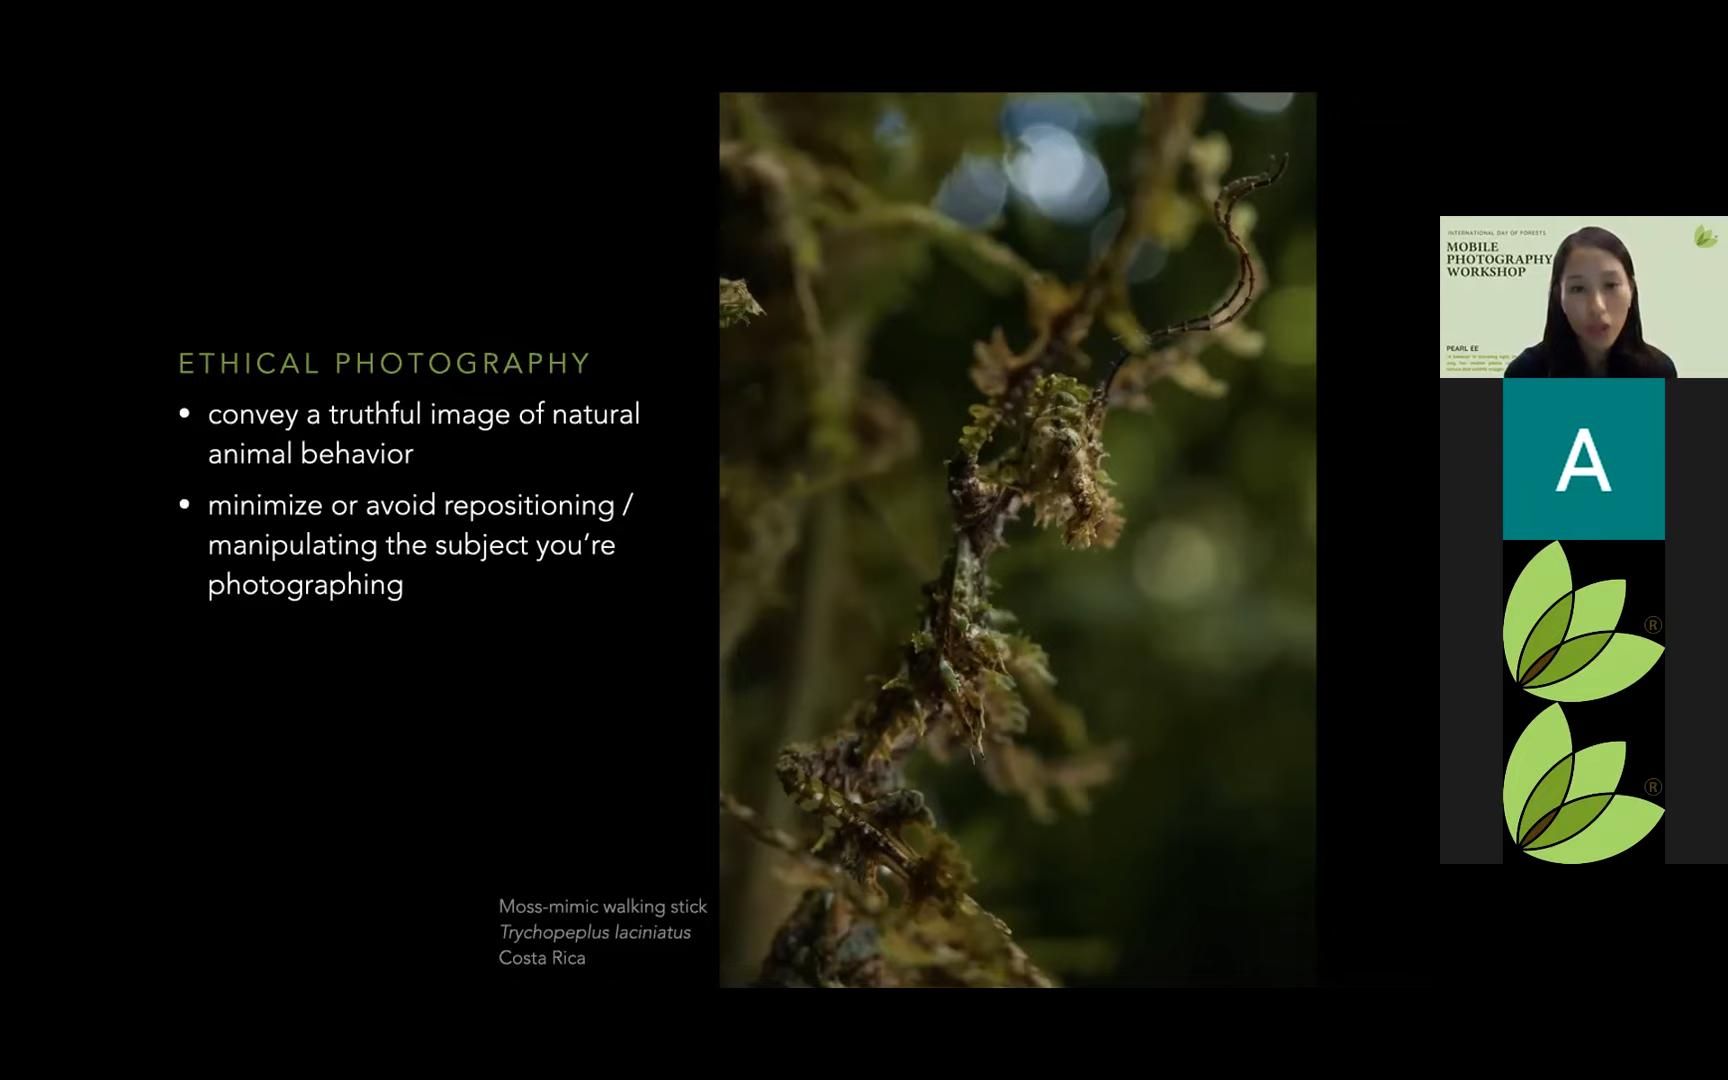 ETHICAL PHOTOGRAPHY
• convey a truthful image of natural
animal behavior
• minimize or avoid repositioning /
manipulating the subject you're
photographing
Moss-mimic walking stick
Trychopeplus laciniatus
Costa Rica
INTERNATIONAL DAY OF FORESTS
MOBILE
PHOTOGRAPHY
WORKSHOP
PEARL EE
A
®
®